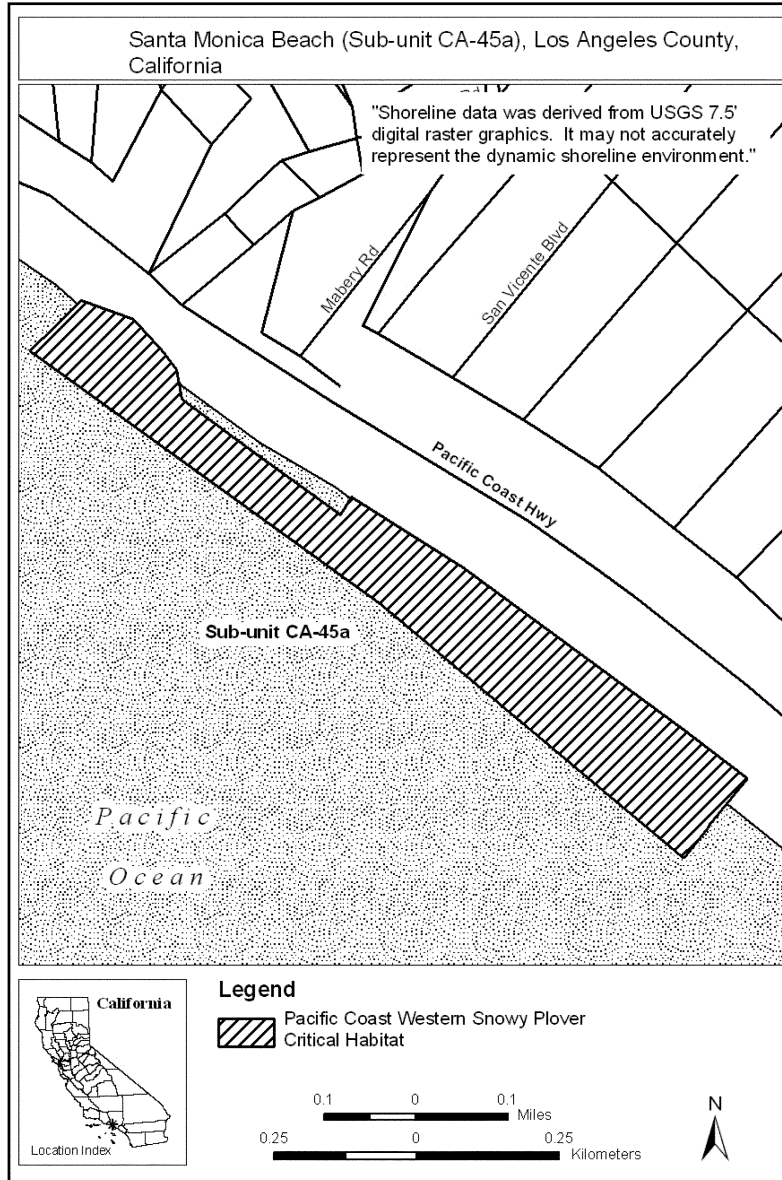 Santa Monica Beach (Sub-unit CA-45a), Los Angeles County,
California
"Shoreline data was derived from USGS 7.5'
digital raster graphics. It may not accurately
represent the dynamic shoreline environment."
Mabery Rd
San Vicente Blvd
Pacific Coast Hwy
Sub-unit CA-45a
Pacific
Ocean
California
Location Index
Legend
Pacific Coast Western Snowy Plover
Critical Habitat
0.1 0 0.1
Miles
0.25 0 0.25
Kilometers
N